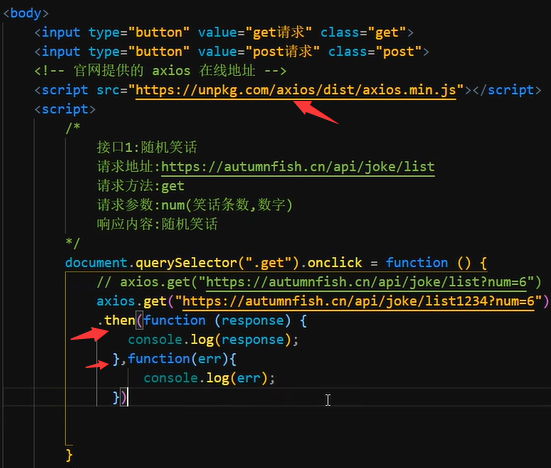 <body>
<input type="button" value="get请求" class="get">
<input type="button" value="post请求" class="post">
<!-- 官网提供的 axios 在线地址 -->
<script src="https://unpkg.com/axios/dist/axios.min.js"></script>
<script>
/*
接口1:随机笑话
请求地址:https://autumnfish.cn/api/joke/list
请求方法:get
请求参数:num(笑话条数,数字)
响应内容:随机笑话
*/
document.querySelector(".get").onclick = function () {
// axios.get("https://autumnfish.cn/api/joke/list?num=6")
axios.get("https://autumnfish.cn/api/joke/list1234?num=6")
.then(function (response) {
console.log(response);
},function(err){
console.log(err);
})
}